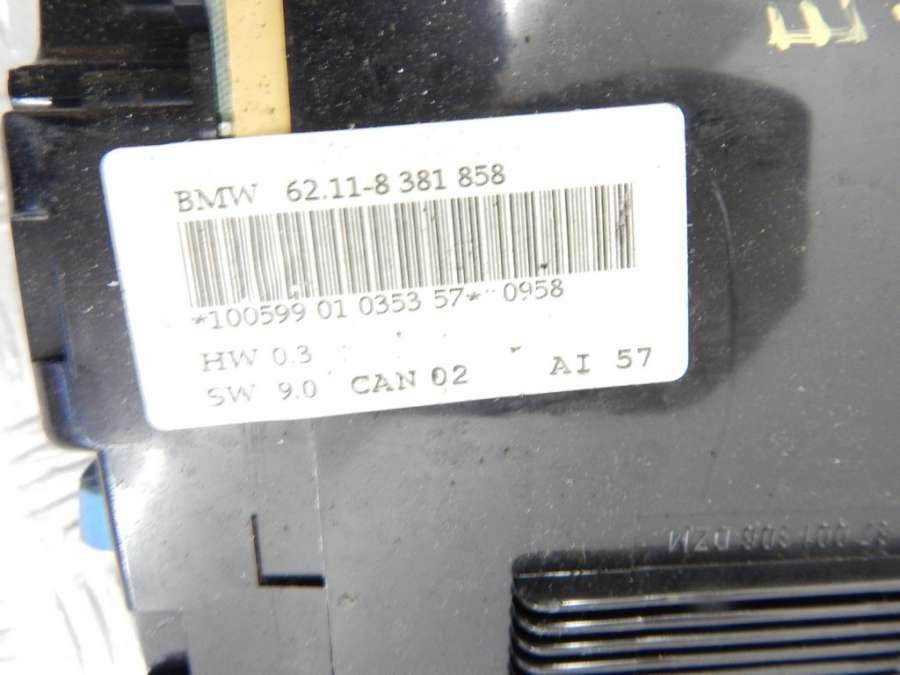 BMW 62.11-8 381 858
*100599 01 0353 57* 0958
HW 0.3
SW 9.0 CAN 02 AI 57